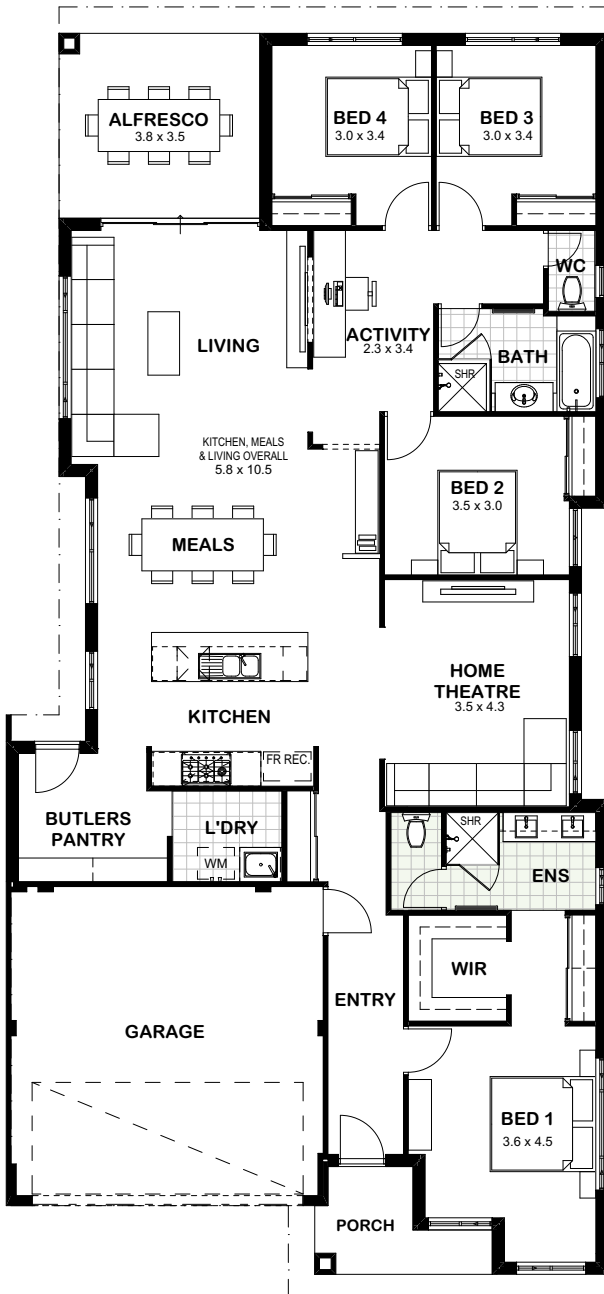 ALFRESCO
3.8 x 3.5
BED 4
3.0 x 3.4
BED 3
3.0 x 3.4
WC
LIVING
ACTIVITY
2.3 x 3.4
BATH
SHR
KITCHEN, MEALS
& LIVING OVERALL
5.8 x 10.5
BED 2
3.5 x 3.0
MEALS
HOME
THEATRE
3.5 x 4.3
KITCHEN
FR REC.
BUTLERS
PANTRY
L'DRY
WM
SHR
ENS
WIR
ENTRY
GARAGE
BED 1
3.6 x 4.5
PORCH